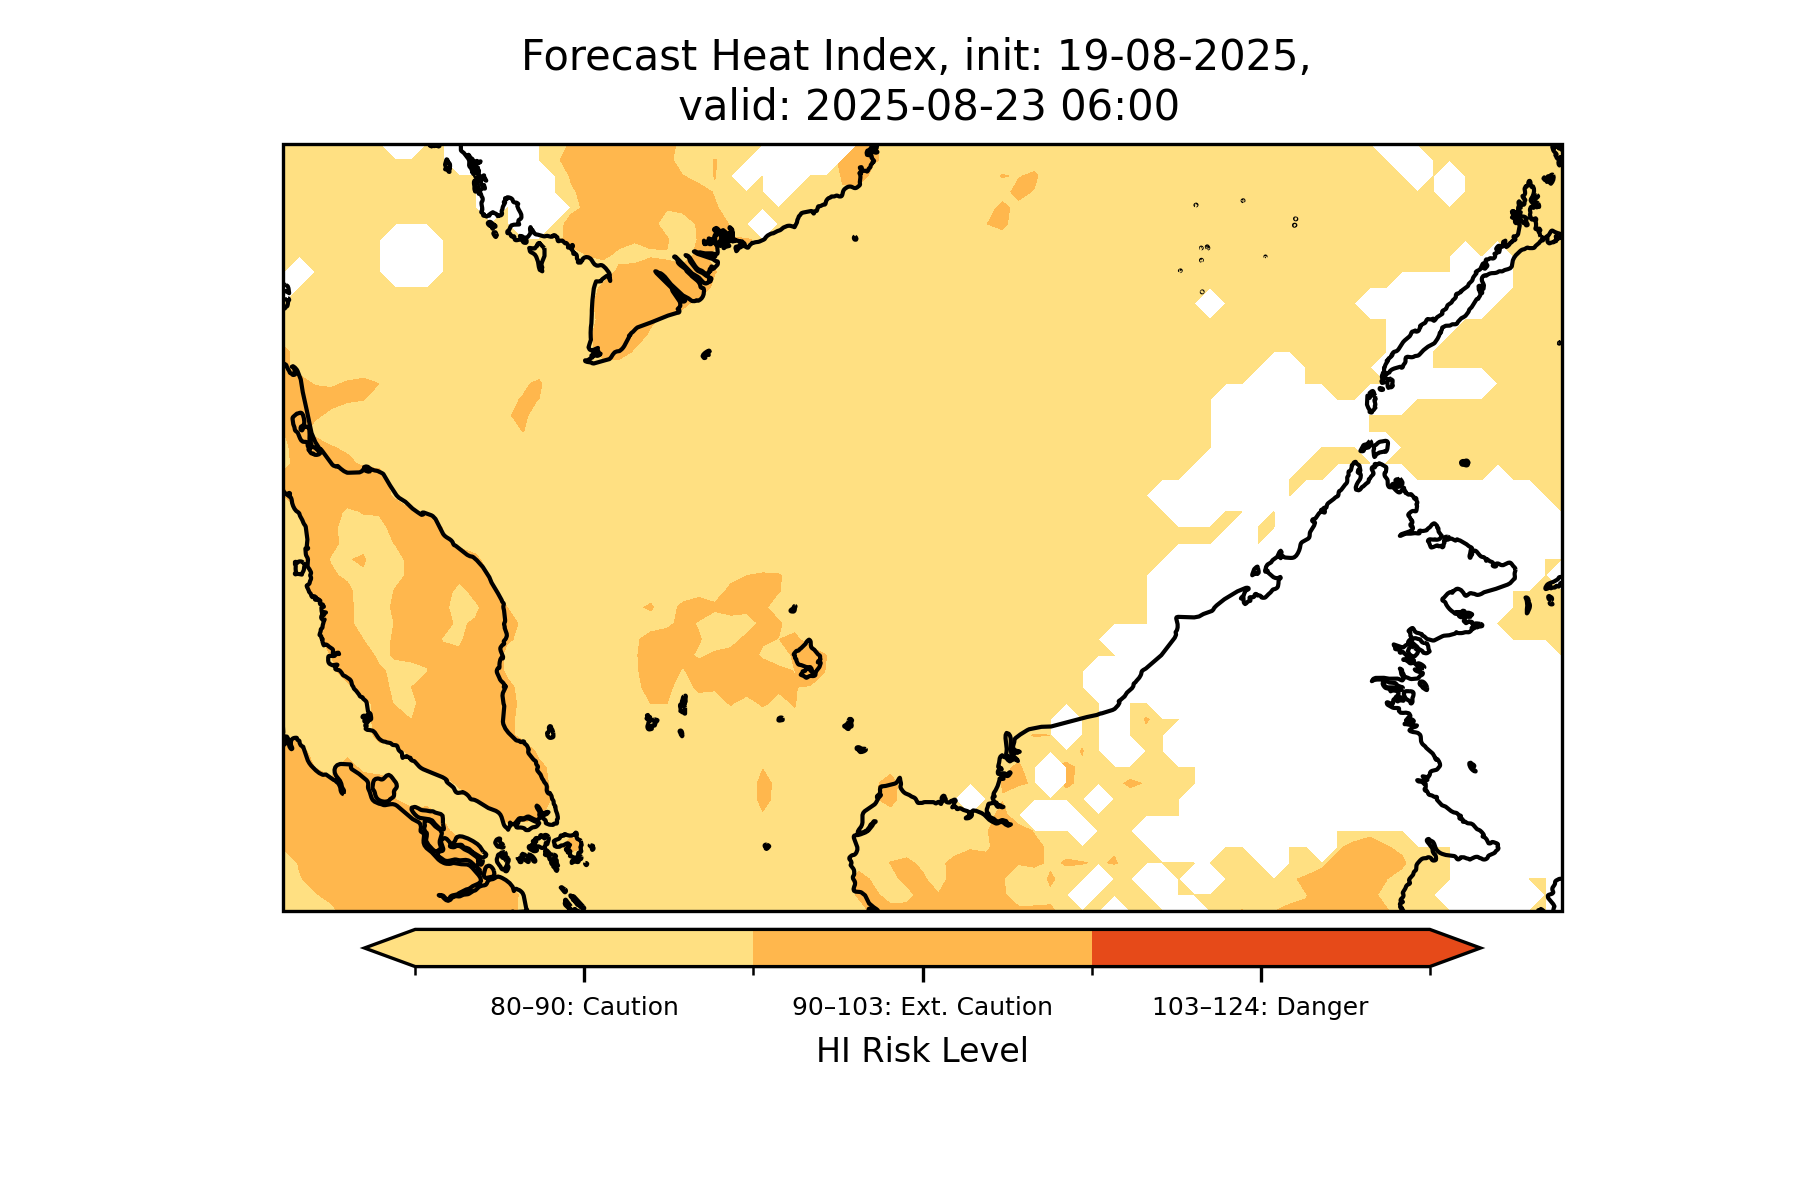 Forecast Heat Index, init: 19-08-2025,
valid: 2025-08-23 06:00
80–90: Caution
90–103: Ext. Caution
103–124: Danger
HI Risk Level